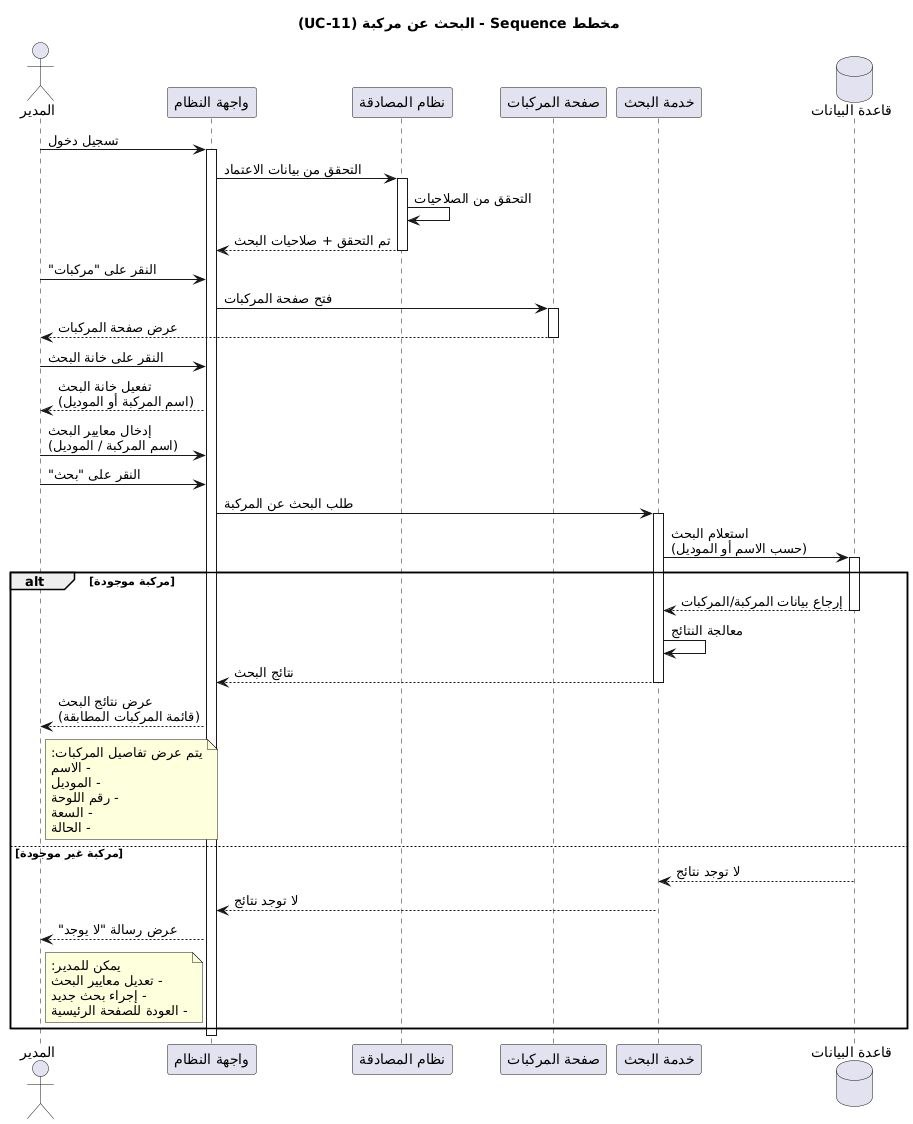 مخطط Sequence - البحث عن مركبة (UC-11)
المدير
واجهة النظام
نظام المصادقة
صفحة المركبات
خدمة البحث
قاعدة البيانات
تسجيل دخول
التحقق من بيانات الاعتماد
التحقق من الصلاحيات
تم التحقق + صلاحيات البحث
النقر على "مركبات"
فتح صفحة المركبات
عرض صفحة المركبات
النقر على خانة البحث
تفعيل خانة البحث
(اسم المركبة أو الموديل)
إدخال معايير البحث
(اسم المركبة / الموديل)
النقر على "بحث"
طلب البحث عن المركبة
استعلام البحث
(حسب الاسم أو الموديل)
alt [مركبة موجودة]
إرجاع بيانات المركبة/المركبات
معالجة النتائج
نتائج البحث
عرض نتائج البحث
(قائمة المركبات المطابقة)
يتم عرض تفاصيل المركبات:
- الاسم
- الموديل
- رقم اللوحة
- السعة
- الحالة
[مركبة غير موجودة]
لا توجد نتائج
لا توجد نتائج
عرض رسالة "لا يوجد"
يمكن للمدير:
- تعديل معايير البحث
- إجراء بحث جديد
- العودة للصفحة الرئيسية
المدير
واجهة النظام
نظام المصادقة
صفحة المركبات
خدمة البحث
قاعدة البيانات